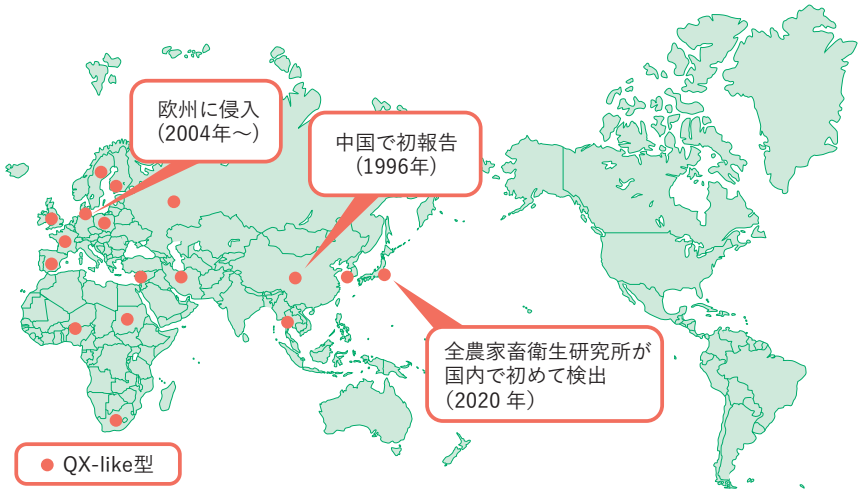 欧州に侵入
(2004年〜)
中国で初報告
(1996年)
全農家畜衛生研究所が
国内で初めて検出
(2020 年)
QX-like型